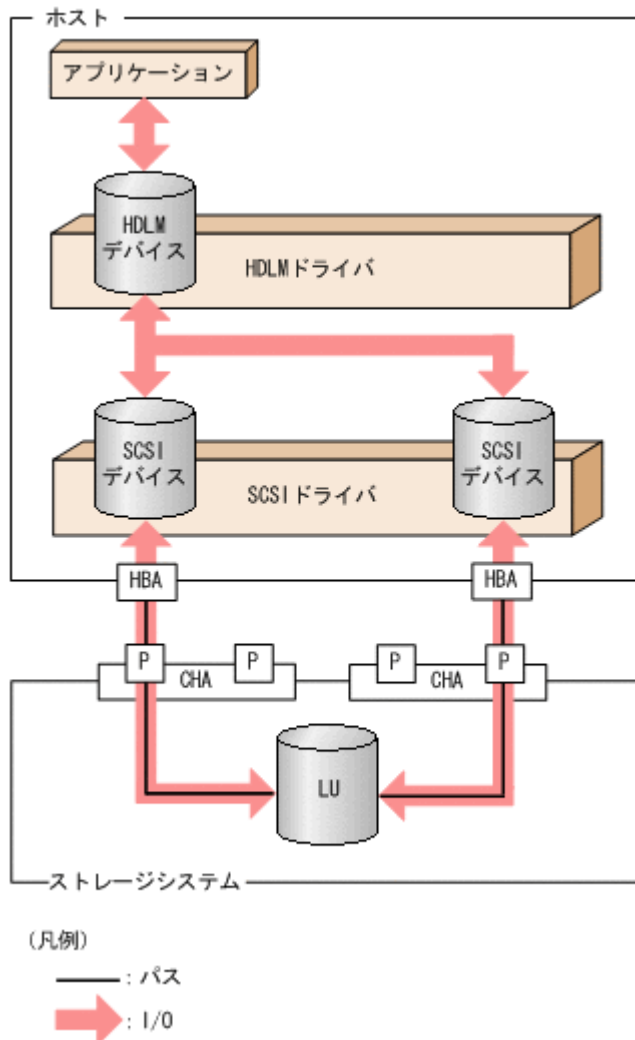 ホスト
アプリケーション
HDLM
デバイス
HDLMドライバ
SCSI
デバイス
SCSI
デバイス
SCSIドライバ
HBA
HBA
P
P
P
P
CHA
CHA
LU
ストレージシステム
(凡例)
: パス
: I/O